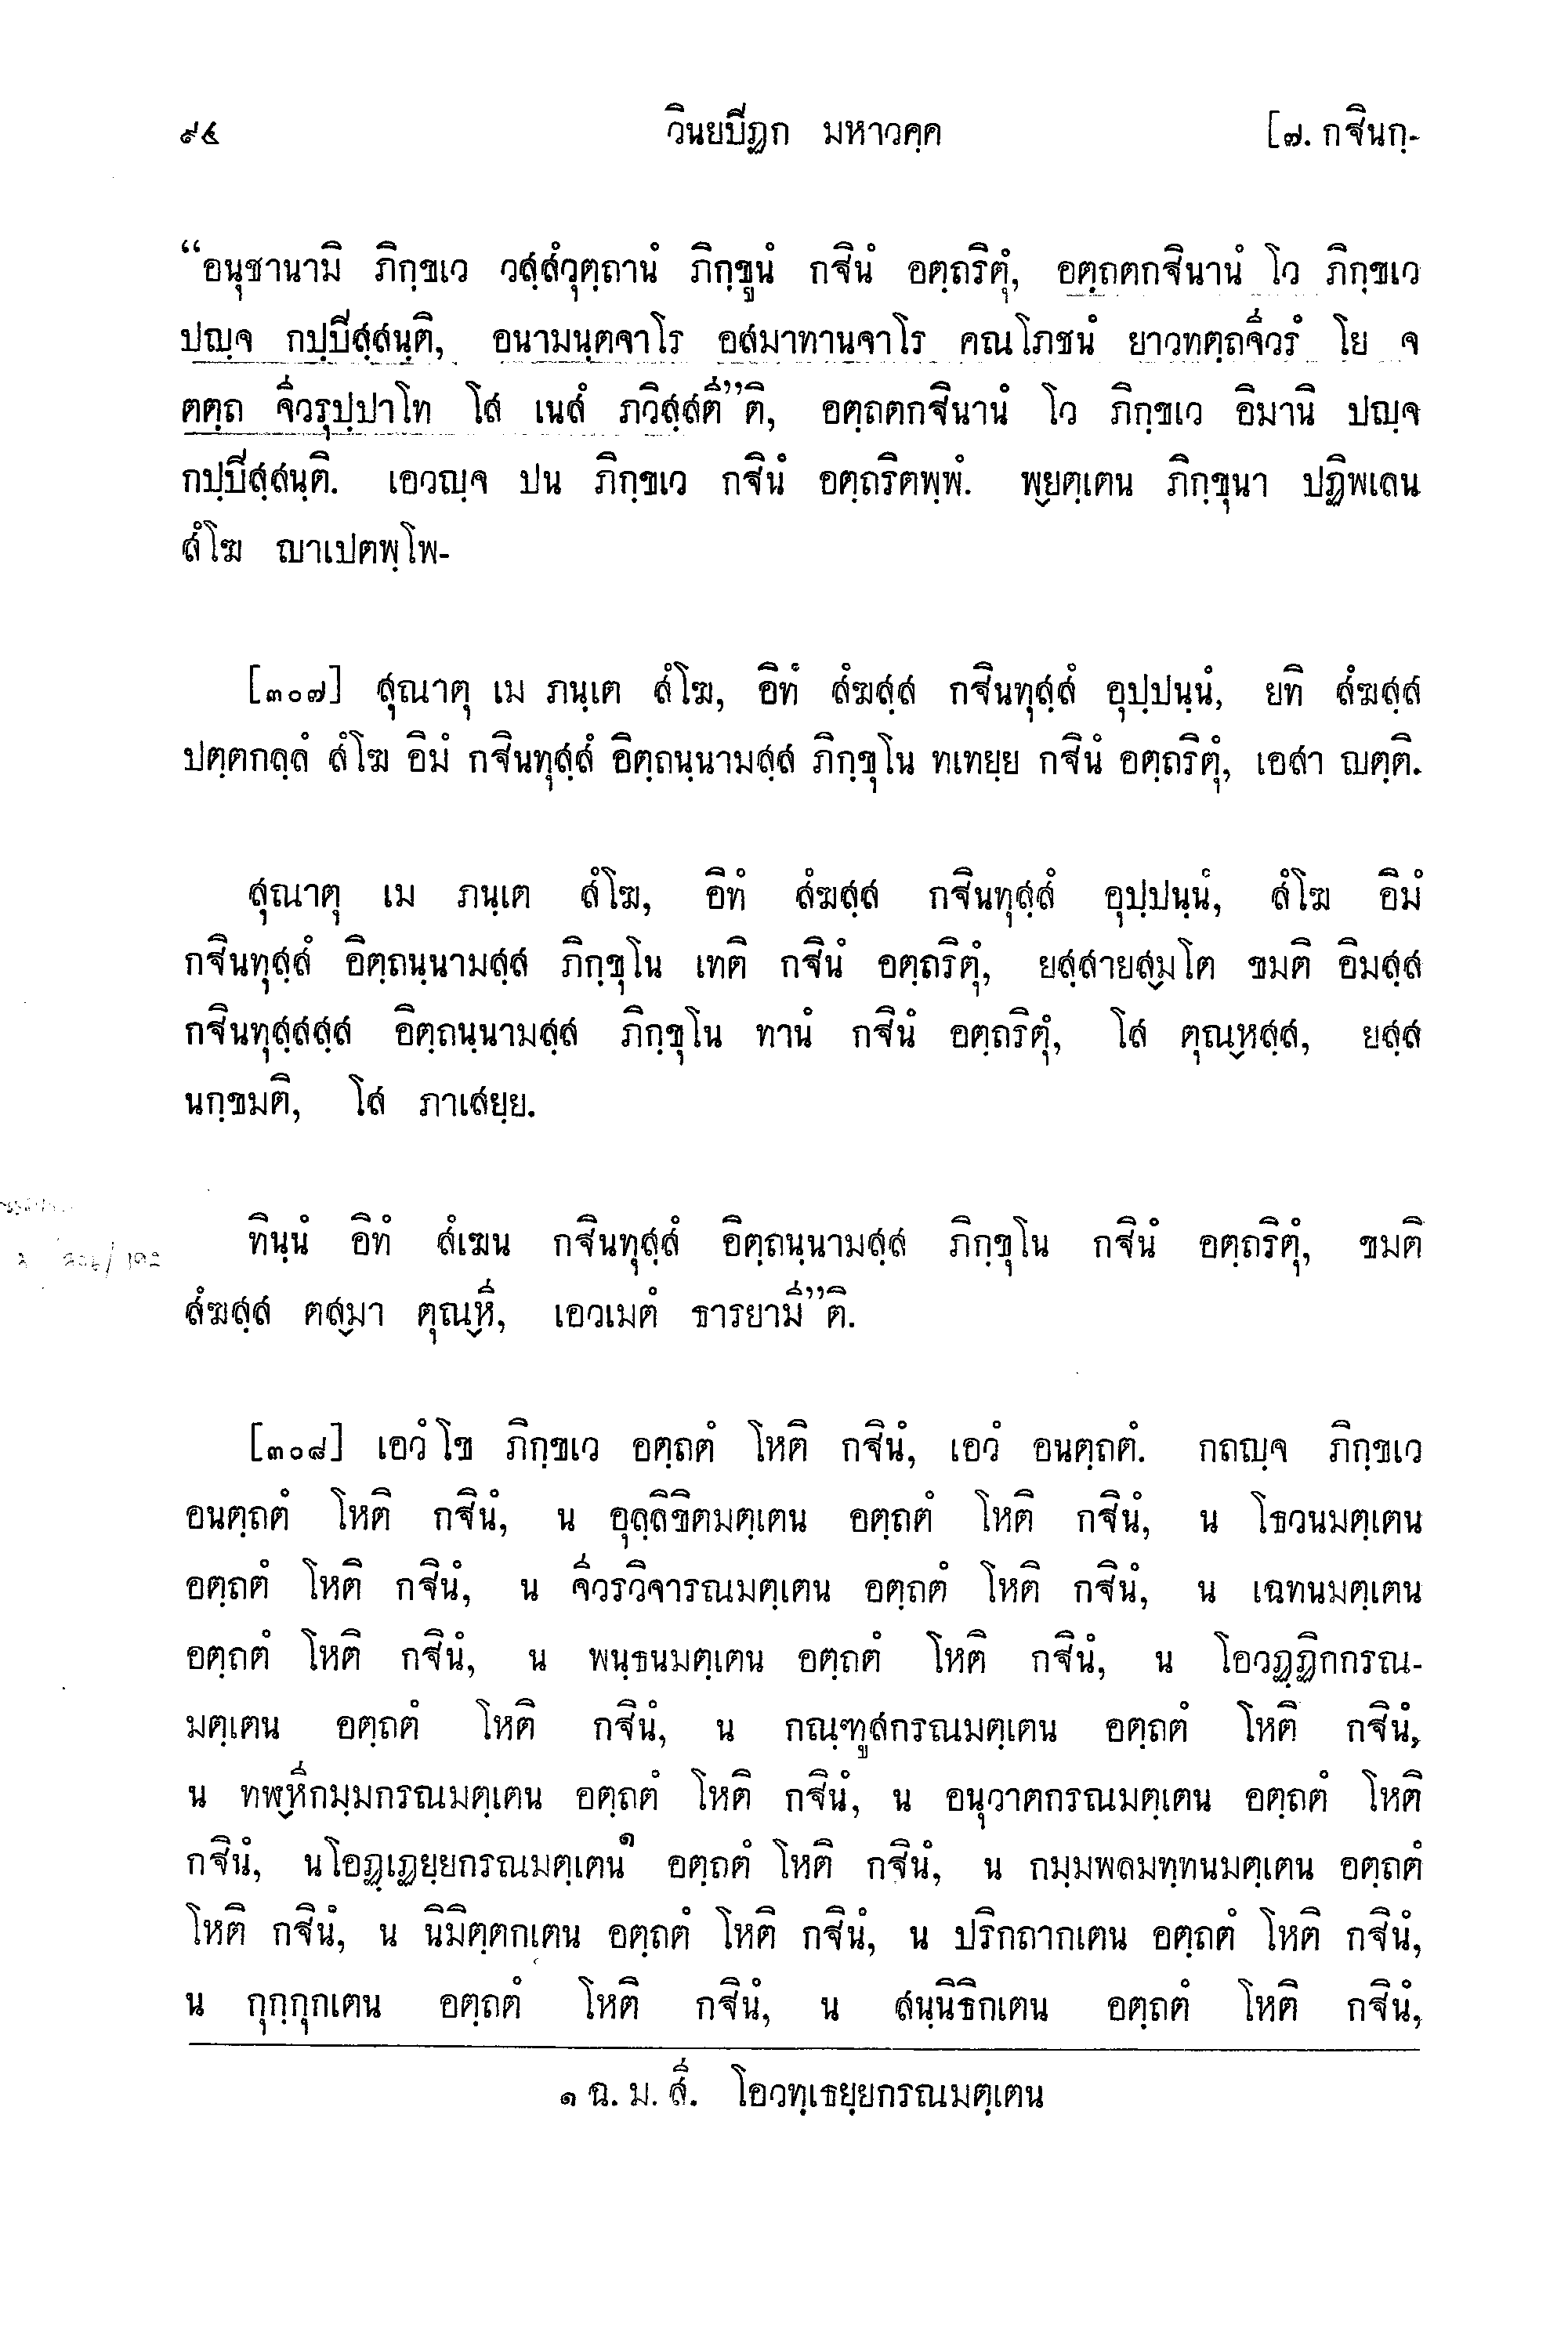 ๙๔ วินยปิฏก มหาวคฺค [๗. กฐินกฺ-
“อนุชานามิ ภิกฺขเว วสฺสํวุตฺถานํ ภิกฺขูนํ กฐินํ อตฺถริตุํ, อตฺถตกฐินานํ โว ภิกฺขเว
ปญฺจ กปฺปิสฺสนฺติ, อนามนฺตจาโร อสมาทานจาโร คณโภชนํ ยาวทตฺถจีวรํ โย จ
ตตฺถ จีวรุปฺปาโท โส เนสํ ภวิสฺสตี”ติ, อตฺถตกฐินานํ โว ภิกฺขเว อิมานิ ปญฺจ
กปฺปิสฺสนฺติ. เอวญฺจ ปน ภิกฺขเว กฐินํ อตฺถริตพฺพํ. พฺยตฺเตน ภิกฺขุนา ปฏิพเลน
สํโฆ ญาเปตพฺโพ-
[๓๐๗] สุณาตุ เม ภนฺเต สํโฆ, อิทํ สํฆสฺส กฐินทุสฺสํ อุปฺปนฺนํ, ยทิ สํฆสฺส
ปตฺตกลฺลํ สํโฆ อิมํ กฐินทุสฺสํ อิตฺถนฺนามสฺส ภิกฺขุโน ทเทยฺย กฐินํ อตฺถริตุํ, เอสา ญตฺติ.
สุณาตุ เม ภนฺเต สํโฆ, อิทํ สํฆสฺส กฐินทุสฺสํ อุปฺปนฺนํ, สํโฆ อิมํ
กฐินทุสฺสํ อิตฺถนฺนามสฺส ภิกฺขุโน เทติ กฐินํ อตฺถริตุํ, ยสฺสายสฺมโต ขมติ อิมสฺส
กฐินทุสฺสสฺส อิตฺถนฺนามสฺส ภิกฺขุโน ทานํ กฐินํ อตฺถริตุํ, โส ตุณฺหสฺส, ยสฺส
นกฺขมติ, โส ภาเสยฺย.
ทินฺนํ อิทํ สํเฆน กฐินทุสฺสํ อิตฺถนฺนามสฺส ภิกฺขุโน กฐินํ อตฺถริตุํ, ขมติ
สํฆสฺส ตสฺมา ตุณฺหี, เอวเมตํ ธารยามี”ติ.
[๓๐๘] เอวํ โข ภิกฺขเว อตฺถตํ โหติ กฐินํ, เอวํ อนตฺถตํ. กถญฺจ ภิกฺขเว
อนตฺถตํ โหติ กฐินํ, น อุลฺลิขิตมตฺเตน อตฺถตํ โหติ กฐินํ, น โธวนมตฺเตน
อตฺถตํ โหติ กฐินํ, น จีวรวิจารณมตฺเตน อตฺถตํ โหติ กฐินํ, น เฉทนมตฺเตน
อตฺถตํ โหติ กฐินํ, น พนฺธนมตฺเตน อตฺถตํ โหติ กฐินํ, น โอวฏฺฏิกกรณ-
มตฺเตน อตฺถตํ โหติ กฐินํ, น กณฺฑูสกรณมตฺเตน อตฺถตํ โหติ กฐินํ,
น ทฬฺหีกมฺมกรณมตฺเตน อตฺถตํ โหติ กฐินํ, น อนุวาตกรณมตฺเตน อตฺถตํ โหติ
กฐินํ, นโอฏฺเฏยฺยกรณมตฺเตน๑ อตฺถตํ โหติ กฐินํ, น กมฺมพลมทฺทนมตฺเตน อตฺถตํ
โหติ กฐินํ, น นิมิตฺตกเตน อตฺถตํ โหติ กฐินํ, น ปริกถากเตน อตฺถตํ โหติ กฐินํ,
น กุกฺกุกเตน อตฺถตํ โหติ กฐินํ, น สนฺนิธิกเตน อตฺถตํ โหติ กฐินํ,
๑ ฉ. ม. สี. โอวทฺเธยฺยกรณมตฺเตน